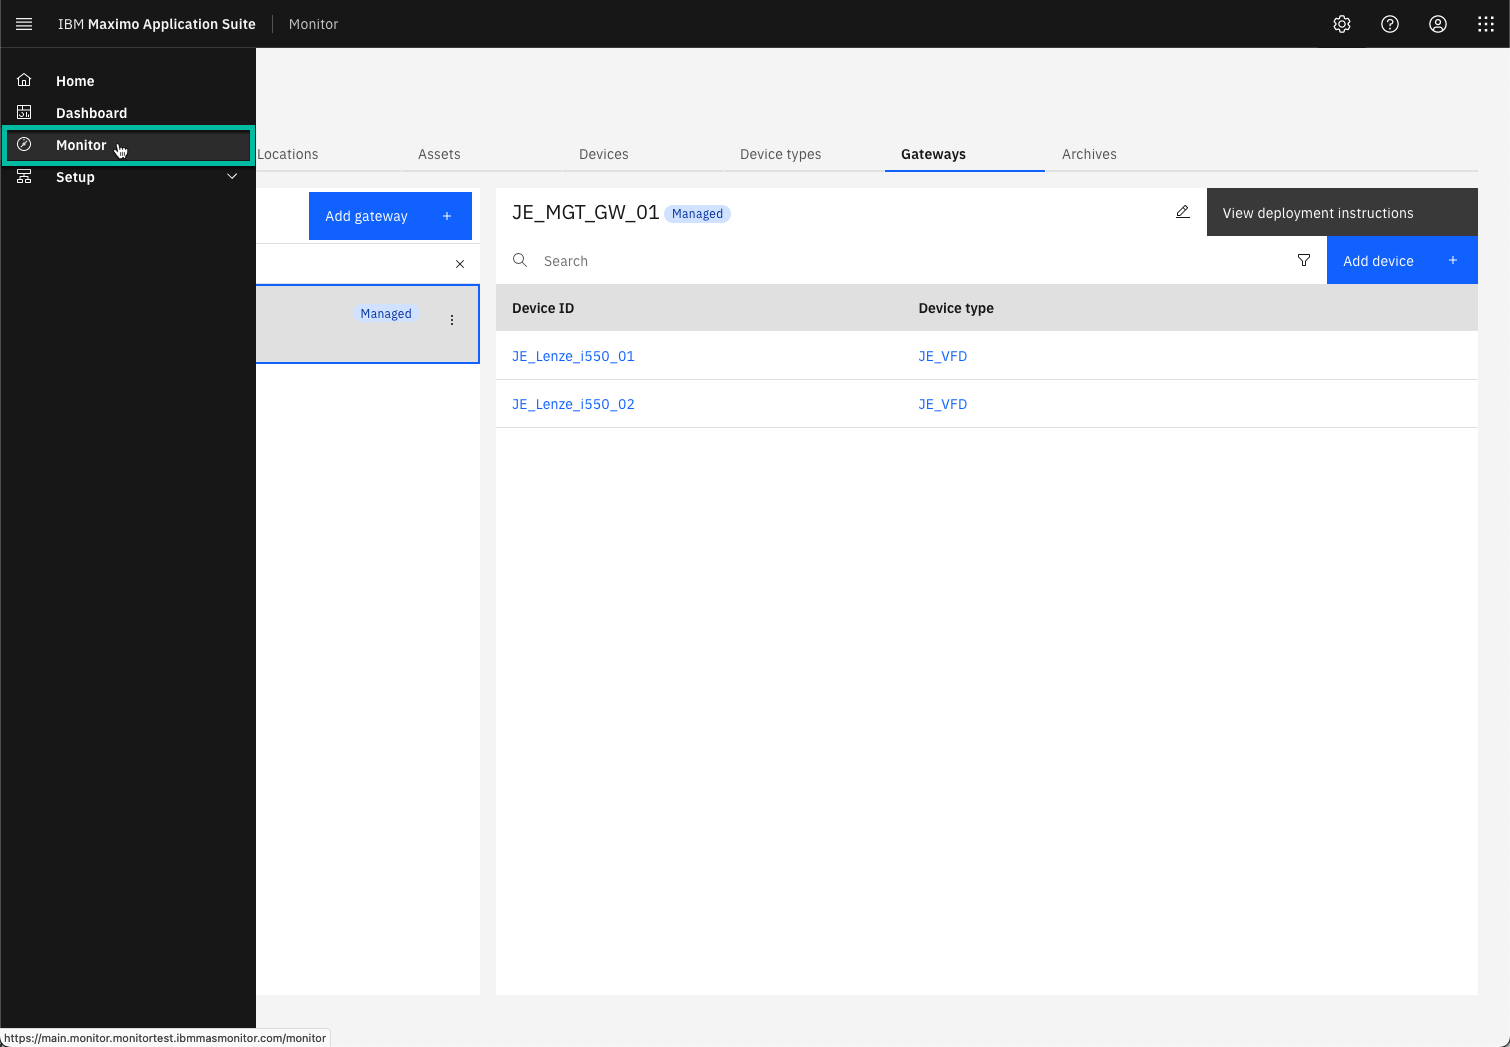 IBM Maximo Application Suite Monitor
Home
Dashboard
Monitor
Setup
Locations Assets Devices Device types Gateways Archives
Add gateway +
Managed
JE_MGT_GW_01 Managed
View deployment instructions
Search
Add device +
Device ID Device type
JE_Lenze_i550_01 JE_VFD
JE_Lenze_i550_02 JE_VFD
https://main.monitor.monitortest.ibmmasmonitor.com/monitor